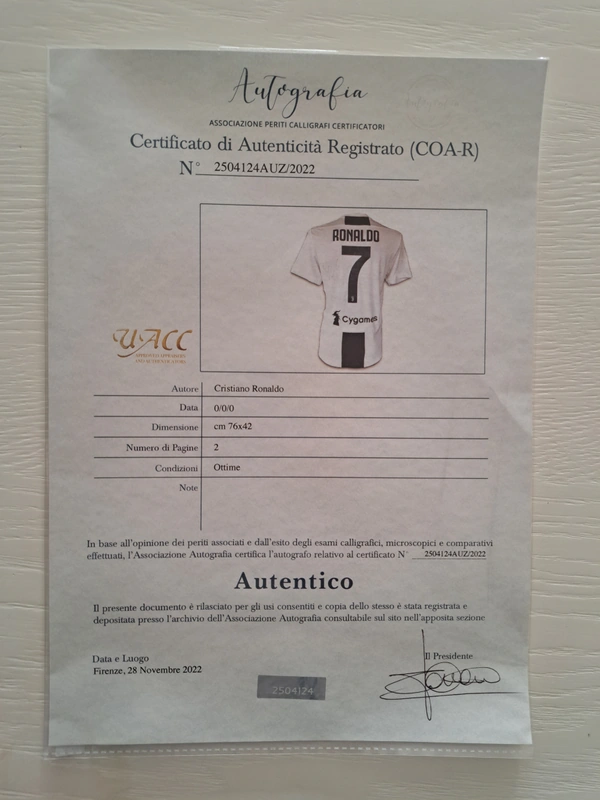 Autografia
ASSOCIAZIONE PERITI CALLIGRAFI CERTIFICATORI
Certificato di Autenticità Registrato (COA-R)
N° 2504124AUZ/2022
RONALDO
7
Cygames
UACC
Autore Cristiano Ronaldo
Data 0/0/0
Dimensione cm 76x42
Numero di Pagine 2
Condizioni Ottime
Note
In base all'opinione dei periti associati e dall'esito degli esami calligrafici, microscopici e comparativi
effettuati, l'Associazione Autografia certifica l'autografo relativo al certificato N° 2504124AUZ/2022
Autentico
Il presente documento è rilasciato per gli usi consentiti e copia dello stesso è stata registrata e
depositata presso l'archivio dell'Associazione Autografia consultabile sul sito nell'apposita sezione
Data e Luogo
Firenze, 28 Novembre 2022
Il Presidente
2504124